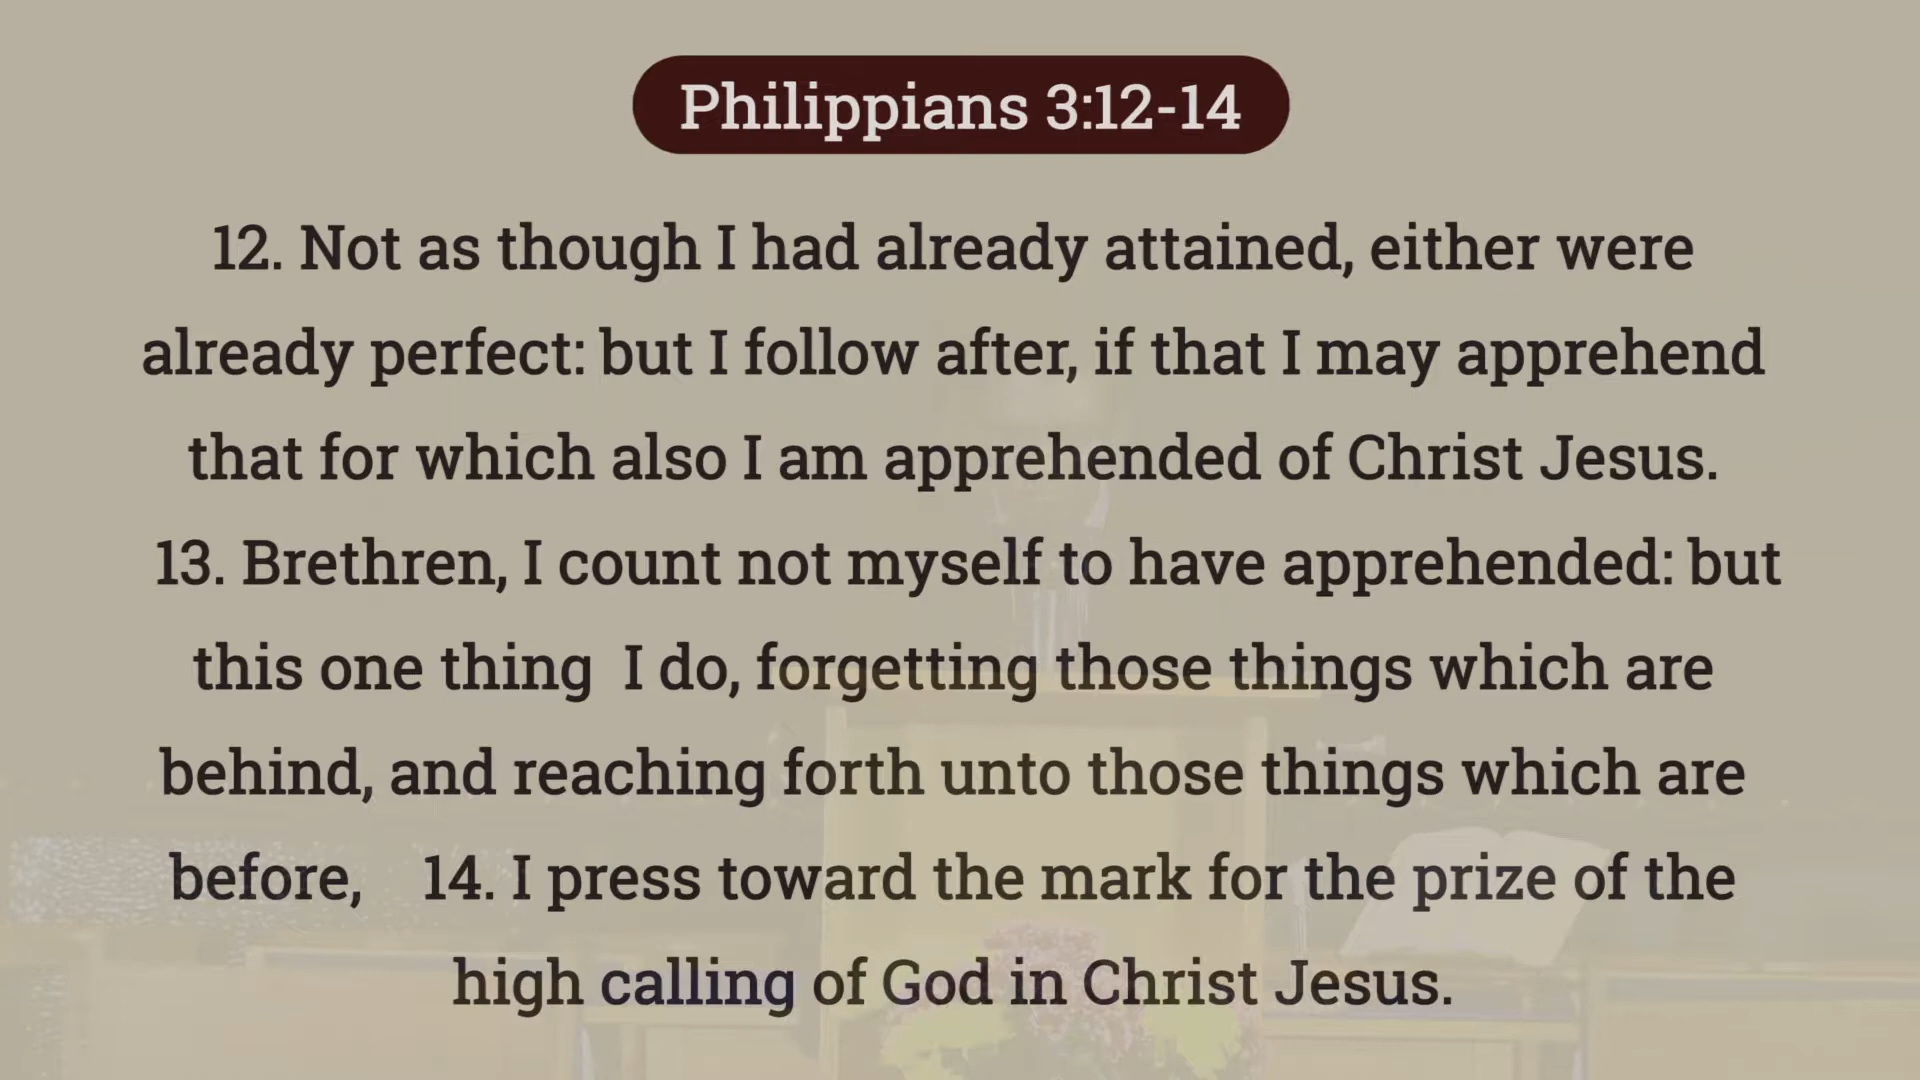 Philippians 3:12-14
12. Not as though I had already attained, either were
already perfect: but I follow after, if that I may apprehend
that for which also I am apprehended of Christ Jesus.
13. Brethren, I count not myself to have apprehended: but
this one thing  I do, forgetting those things which are
behind, and reaching forth unto those things which are
before,    14. I press toward the mark for the prize of the
high calling of God in Christ Jesus.